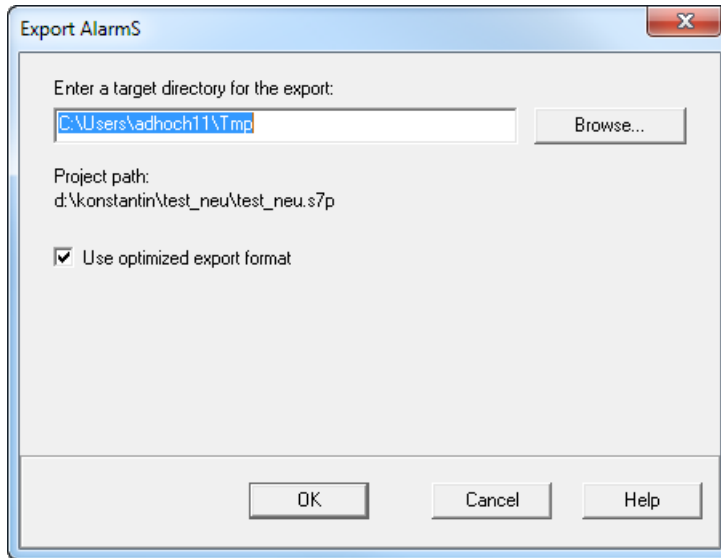 Export AlarmS
Enter a target directory for the export:
C:\Users\adhoch11\Tmp
Browse...
Project path:
d:\konstantin\test_neu\test_neu.s7p
Use optimized export format
OK
Cancel
Help